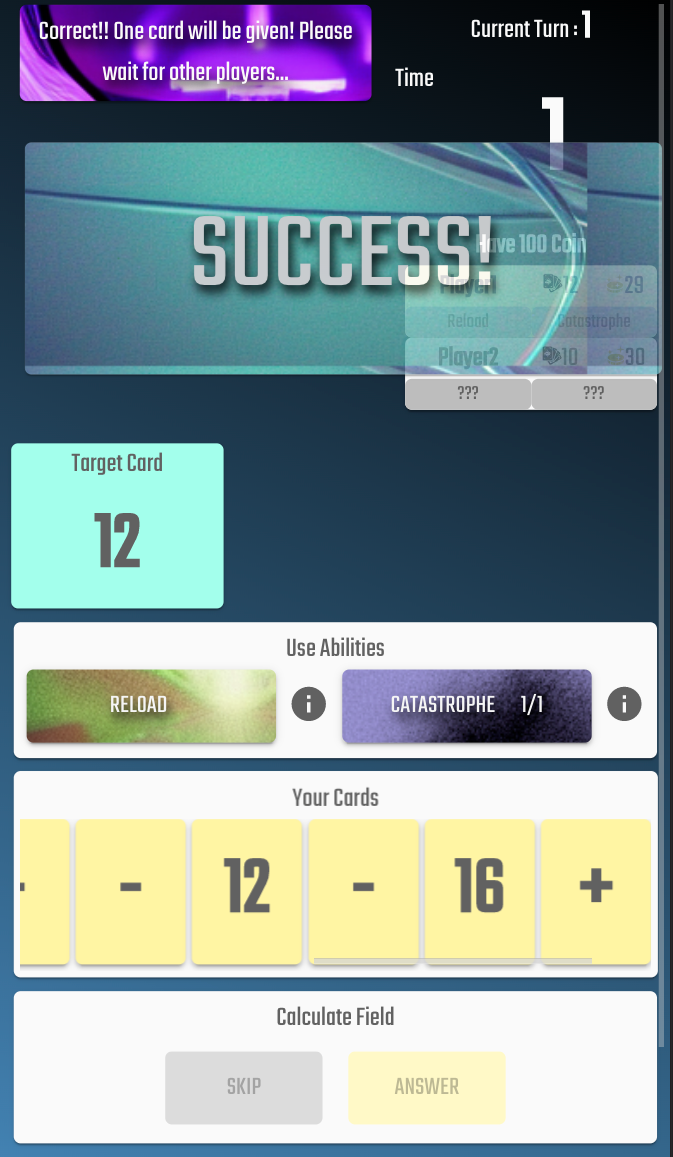 Correct!! One card will be given! Please
wait for other players...
Current Turn : 1
Time
1
SUCCESS!
Have 100 Coin
Player1 12 29
Reload Catastrophe
Player2 10 30
??? ???
Target Card
12
Use Abilities
RELOAD
CATASTROPHE 1/1
Your Cards
- 12 - 16 +
Calculate Field
SKIP
ANSWER